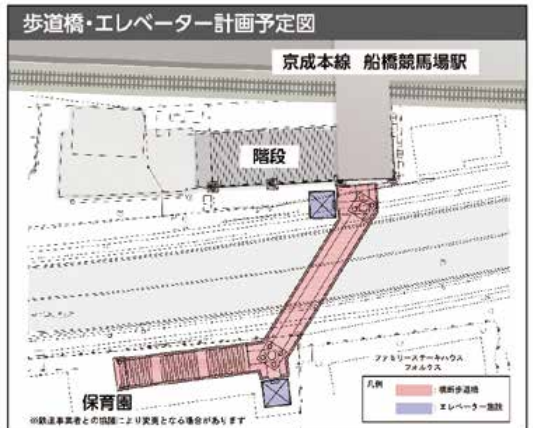 歩道橋・エレベーター計画予定図
京成本線 船橋競馬場駅
階段
ファミリーステーキハウス
フォルクス
凡例
:横断歩道橋
:エレベーター施設
保育園
※鉄道事業者との協議により変更となる場合があります